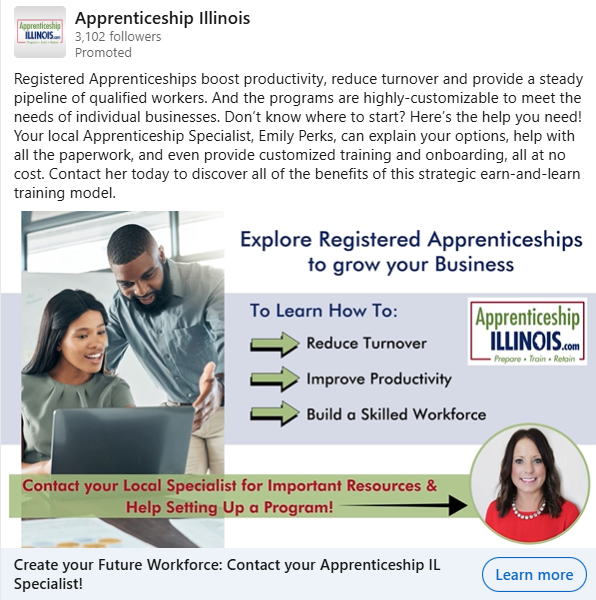 Apprenticeship
ILLINOIS.com
Prepare • Train • Retain
Apprenticeship Illinois
3,102 followers
Promoted
Registered Apprenticeships boost productivity, reduce turnover and provide a steady
pipeline of qualified workers. And the programs are highly-customizable to meet the
needs of individual businesses. Don’t know where to start? Here’s the help you need!
Your local Apprenticeship Specialist, Emily Perks, can explain your options, help with
all the paperwork, and even provide customized training and onboarding, all at no
cost. Contact her today to discover all of the benefits of this strategic earn-and-learn
training model.
Explore Registered Apprenticeships
to grow your Business
To Learn How To:
Reduce Turnover
Improve Productivity
Build a Skilled Workforce
Apprenticeship
ILLINOIS.com
Prepare • Train • Retain
Contact your Local Specialist for Important Resources &
Help Setting Up a Program!
Create your Future Workforce: Contact your Apprenticeship IL
Specialist!
Learn more